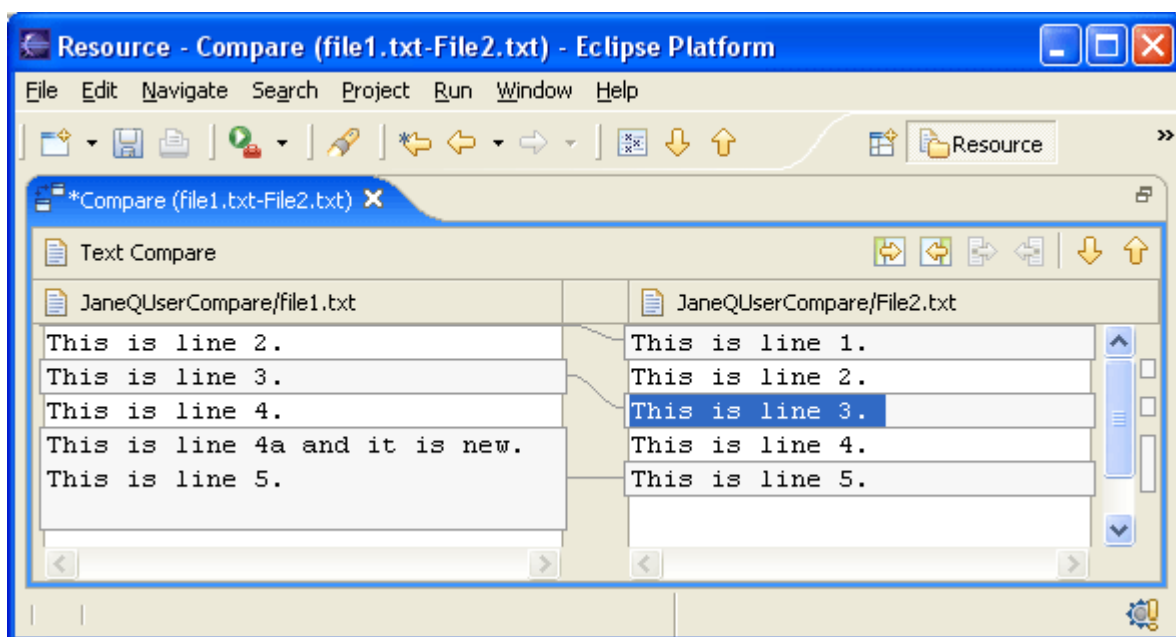 Resource - Compare (file1.txt-File2.txt) - Eclipse Platform
File Edit Navigate Search Project Run Window Help
Resource
*Compare (file1.txt-File2.txt)
Text Compare
JaneQUserCompare/file1.txt
This is line 2.
This is line 3.
This is line 4.
This is line 4a and it is new.
This is line 5.
JaneQUserCompare/File2.txt
This is line 1.
This is line 2.
This is line 3.
This is line 4.
This is line 5.